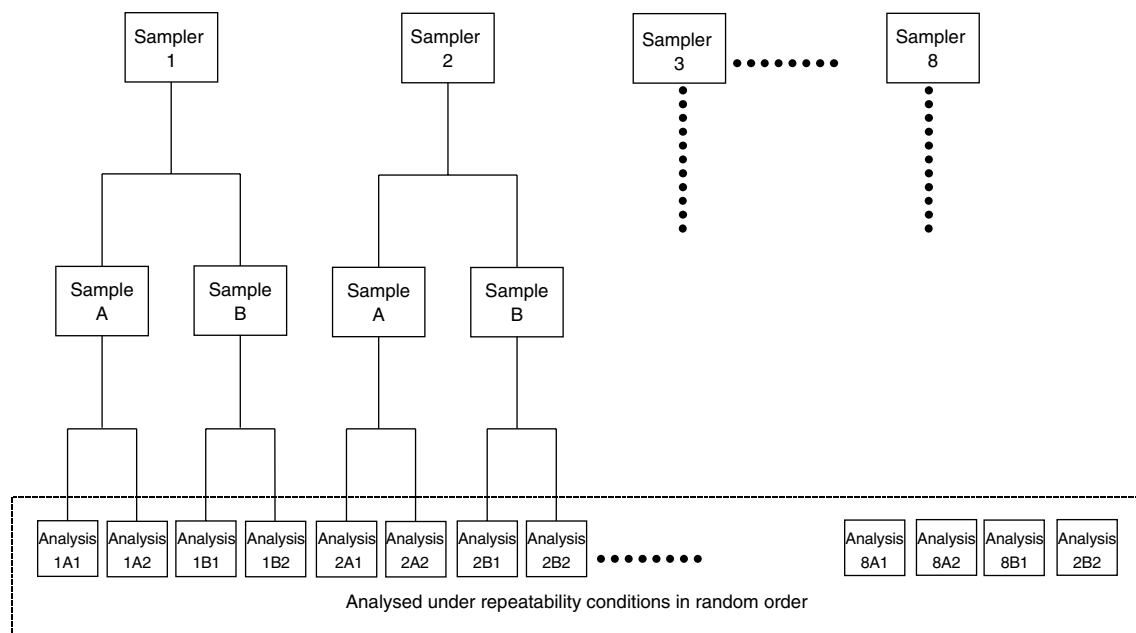 Sampler
1
Sampler
2
Sampler
3
Sampler
8
Sample
A
Sample
B
Sample
A
Sample
B
Analysis
1A1
Analysis
1A2
Analysis
1B1
Analysis
1B2
Analysis
2A1
Analysis
2A2
Analysis
2B1
Analysis
2B2
Analysis
8A1
Analysis
8A2
Analysis
8B1
Analysis
2B2
Analysed under repeatability conditions in random order